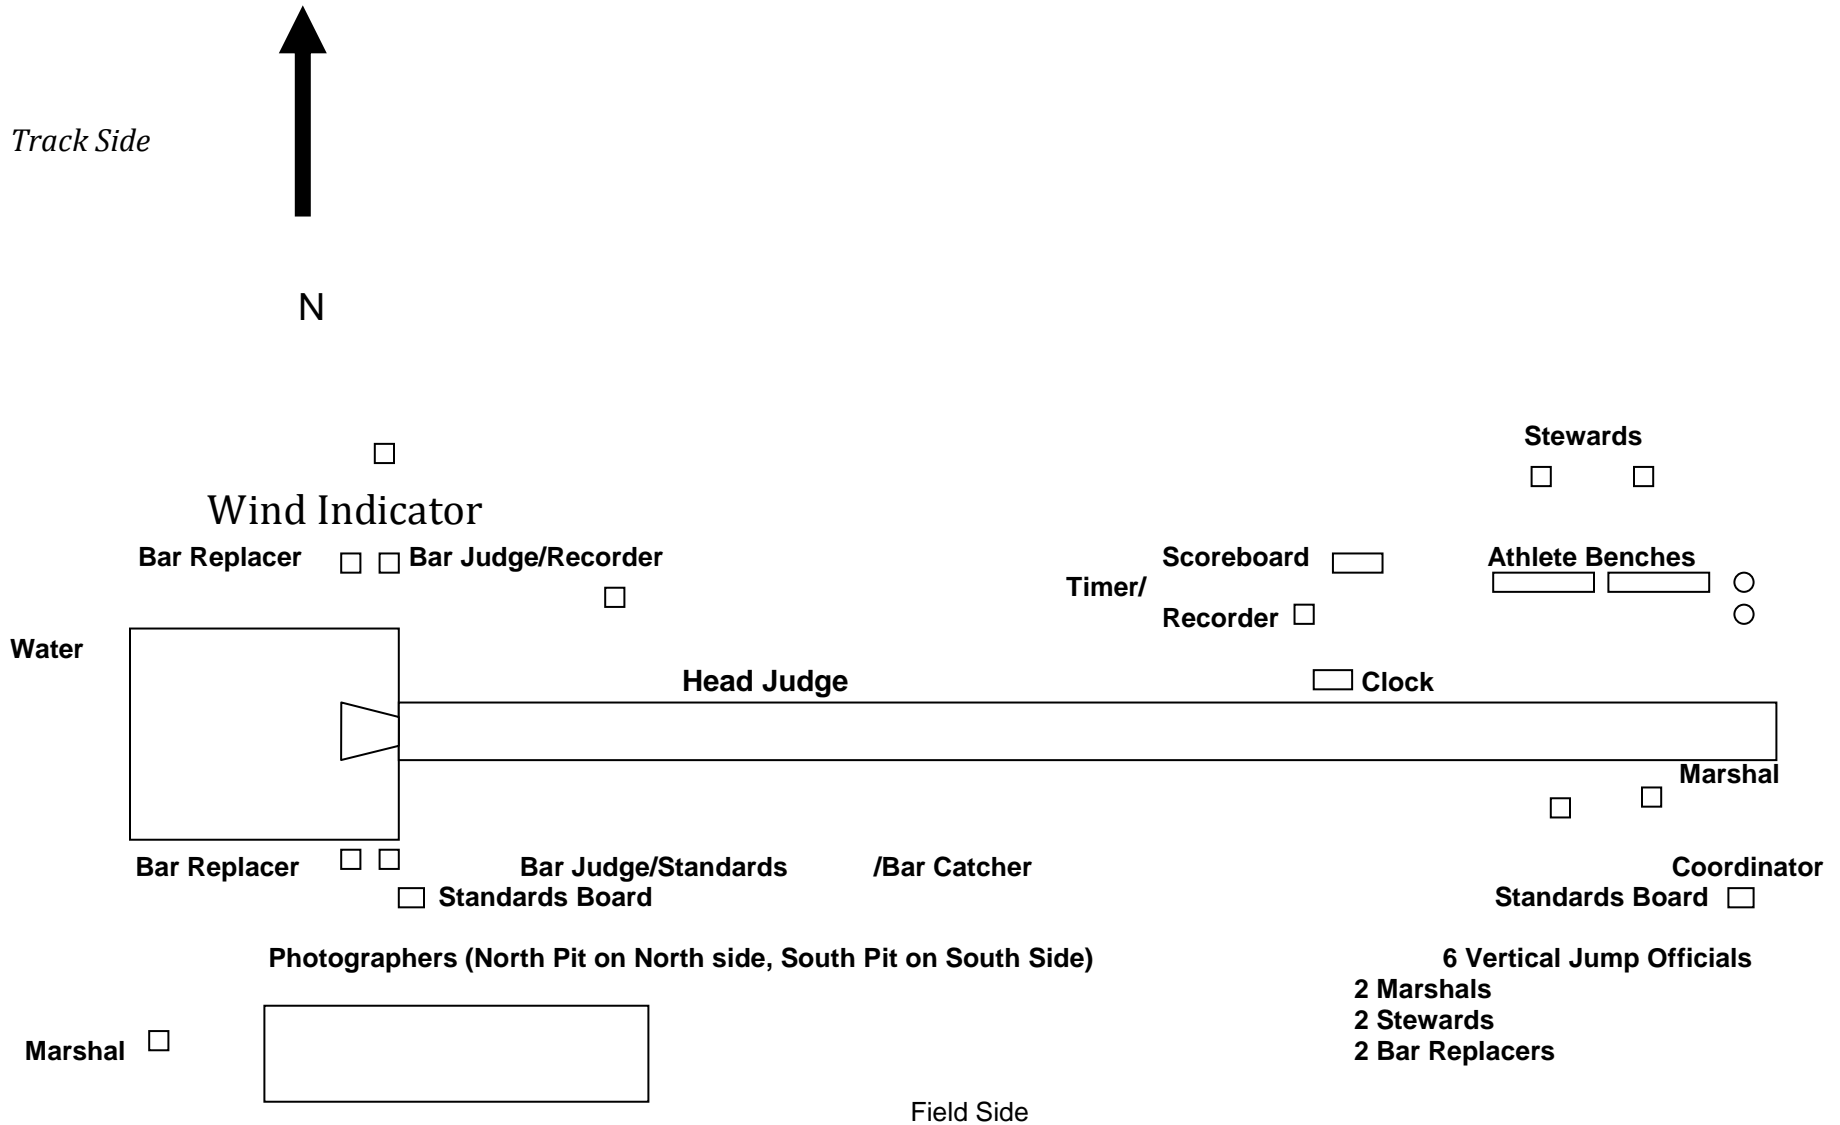 Track Side
N
Stewards
Wind Indicator
Bar Replacer Bar Judge/Recorder Scoreboard Athlete Benches
Timer/
Recorder
Water
Head Judge Clock
Marshal
Bar Replacer Bar Judge/Standards /Bar Catcher Coordinator
Standards Board Standards Board
Photographers (North Pit on North side, South Pit on South Side) 6 Vertical Jump Officials
2 Marshals
2 Stewards
Marshal 2 Bar Replacers
Field Side